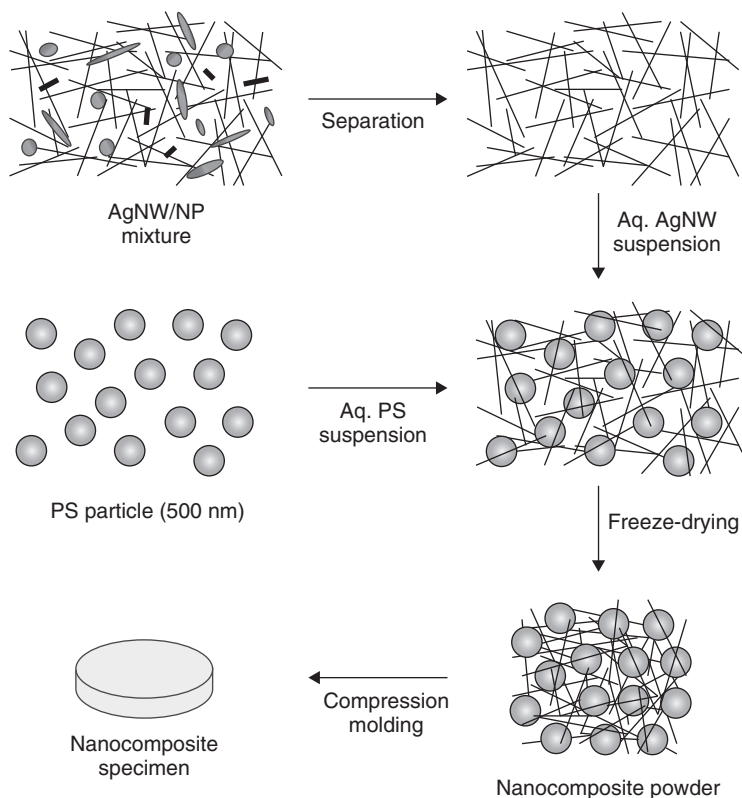 AgNW/NP
mixture
Separation
Aq. AgNW
suspension
PS particle (500 nm)
Aq. PS
suspension
Freeze-drying
Nanocomposite powder
Compression
molding
Nanocomposite
specimen